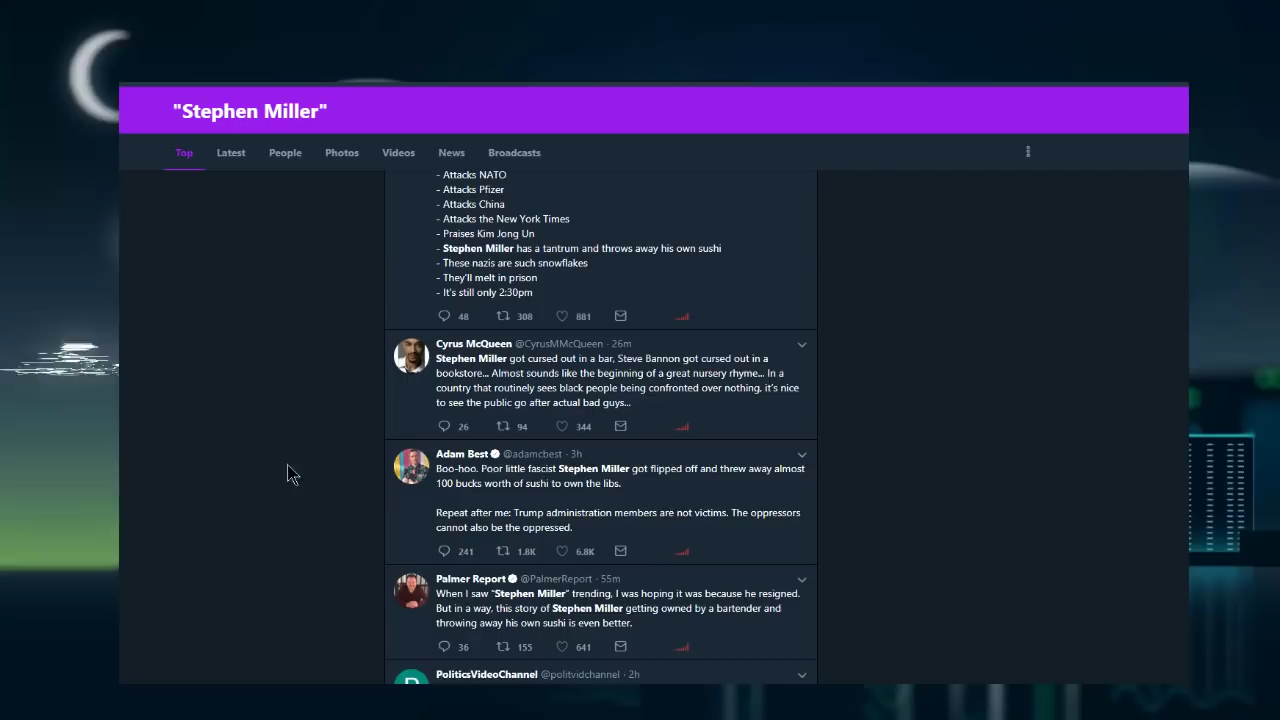 "Stephen Miller"
Top Latest People Photos Videos News Broadcasts
- Attacks NATO
- Attacks Pfizer
- Attacks China
- Attacks the New York Times
- Praises Kim Jong Un
- Stephen Miller has a tantrum and throws away his own sushi
- These nazis are such snowflakes
- They'll melt in prison
- It's still only 2:30pm
48 308 881
Cyrus McQueen @CyrusMMcQueen · 26m
Stephen Miller got cursed out in a bar, Steve Bannon got cursed out in a
bookstore... Almost sounds like the beginning of a great nursery rhyme... In a
country that routinely sees black people being confronted over nothing, it's nice
to see the public go after actual bad guys...
26 94 344
Adam Best @adamcbest · 3h
Boo-hoo. Poor little fascist Stephen Miller got flipped off and threw away almost
100 bucks worth of sushi to own the libs.
Repeat after me: Trump administration members are not victims. The oppressors
cannot also be the oppressed.
241 1.8K 6.8K
Palmer Report @PalmerReport · 55m
When I saw "Stephen Miller" trending, I was hoping it was because he resigned.
But in a way, this story of Stephen Miller getting owned by a bartender and
throwing away his own sushi is even better.
36 155 641
PoliticsVideoChannel @politvidchannel · 2h